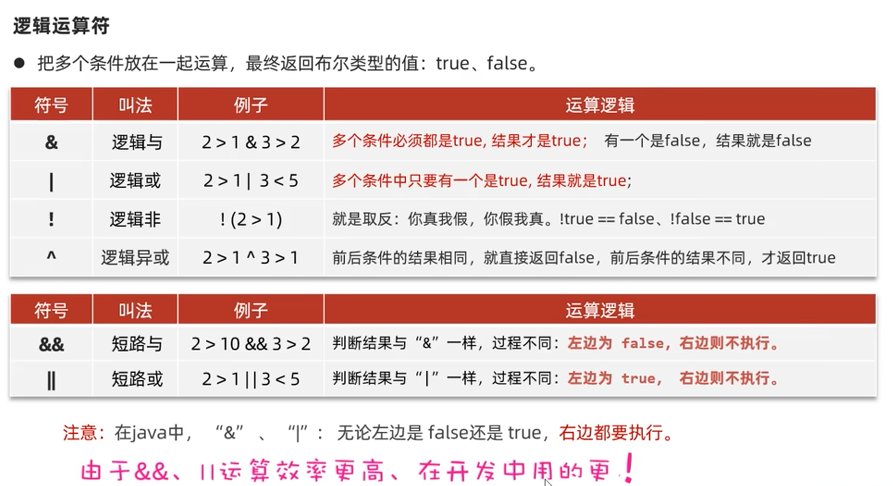 逻辑运算符
● 把多个条件放在一起运算，最终返回布尔类型的值：true、false。
符号 叫法 例子 运算逻辑
& 逻辑与 2 > 1 & 3 > 2 多个条件必须都是true, 结果才是true； 有一个是false，结果就是false
| 逻辑或 2 > 1 | 3 < 5 多个条件中只要有一个是true, 结果就是true；
! 逻辑非 ! (2 > 1) 就是取反：你真我假，你假我真。!true == false、!false == true
^ 逻辑异或 2 > 1 ^ 3 > 1 前后条件的结果相同，就直接返回false，前后条件的结果不同，才返回true
符号 叫法 例子 运算逻辑
&& 短路与 2 > 10 && 3 > 2 判断结果与“&”一样，过程不同：左边为 false，右边则不执行。
|| 短路或 2 > 1 || 3 < 5 判断结果与“|”一样，过程不同：左边为 true， 右边则不执行。
注意：在java中， “&” 、 “|”： 无论左边是 false还是 true，右边都要执行。
由于&&、||运算效率更高、在开发中用的更！